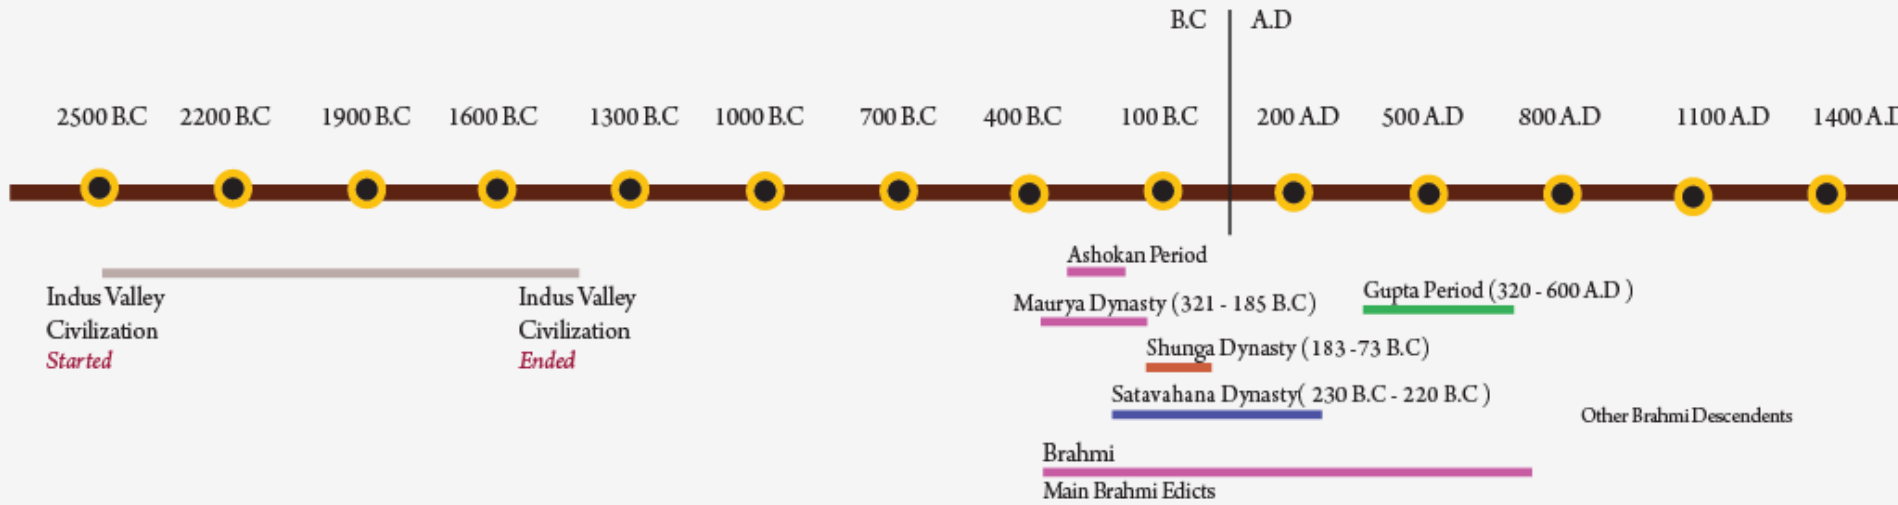 B.C
A.D
2500 B.C
2200 B.C
1900 B.C
1600 B.C
1300 B.C
1000 B.C
700 B.C
400 B.C
100 B.C
200 A.D
500 A.D
800 A.D
1100 A.D
1400 A.D
Ashokan Period
Indus Valley
Civilization
Started
Indus Valley
Civilization
Ended
Maurya Dynasty (321 - 185 B.C)
Gupta Period (320 - 600 A.D )
Shunga Dynasty (183 -73 B.C)
Satavahana Dynasty( 230 B.C - 220 B.C )
Other Brahmi Descendents
Brahmi
Main Brahmi Edicts